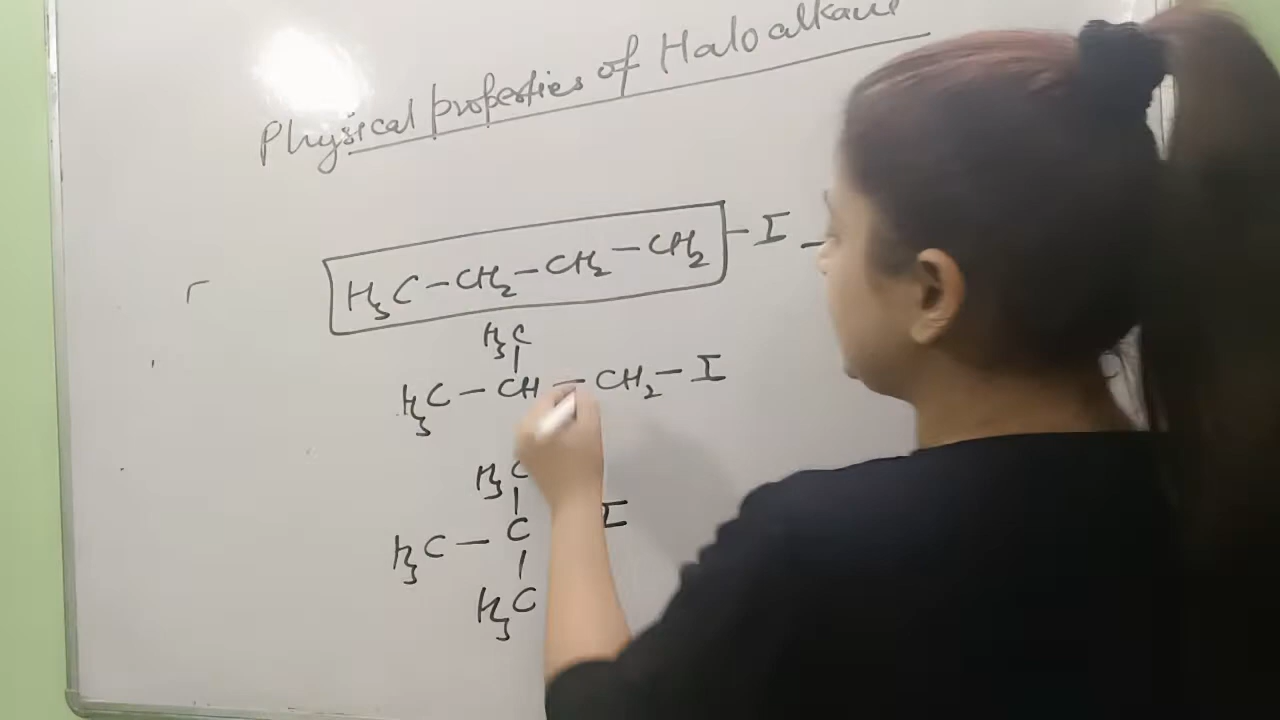 Physical properties of Haloalkane
H₃C-CH₂-CH₂-CH₂-I
H₃C
H₃C-CH-CH₂-I
H₃C
H₃C-C I
H₃C